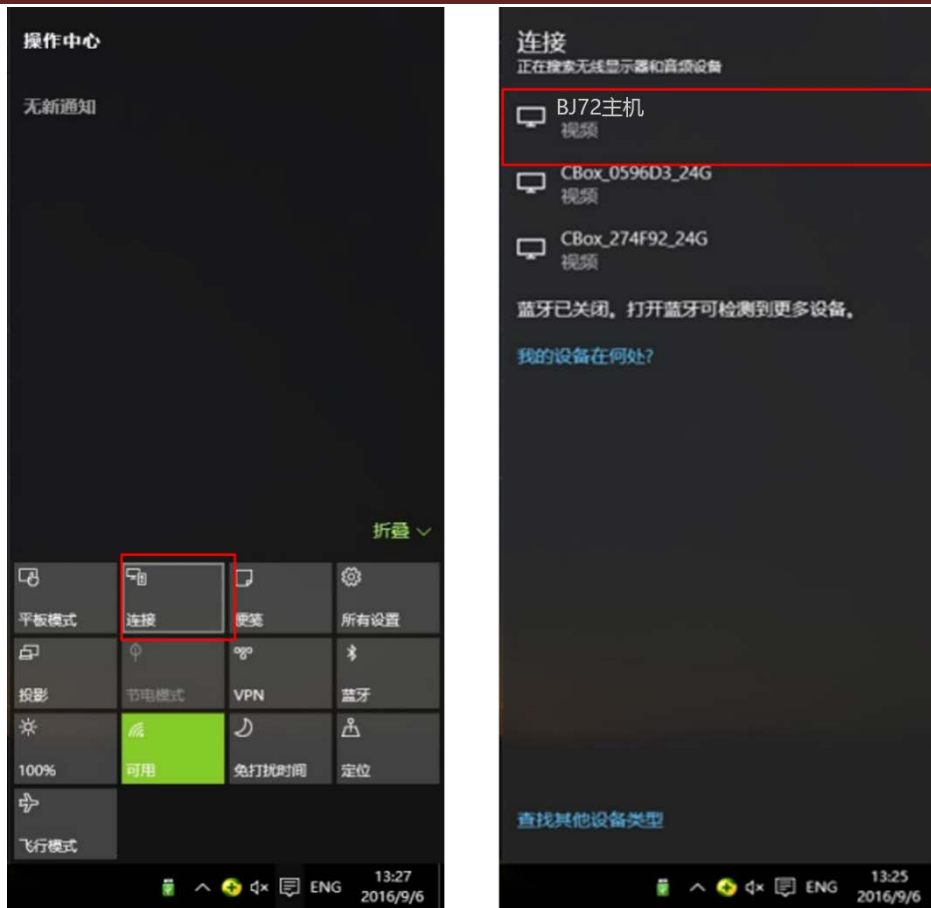 操作中心
无新通知
折叠
平板模式
连接
便笺
所有设置
投影
节电模式
VPN
蓝牙
100%
可用
免打扰时间
定位
飞行模式
ENG
13:27
2016/9/6
连接
正在搜索无线显示器和音频设备
BJ72主机
视频
CBox_0596D3_24G
视频
CBox_274F92_24G
视频
蓝牙已关闭，打开蓝牙可检测到更多设备。
我的设备在何处?
查找其他设备类型
ENG
13:25
2016/9/6